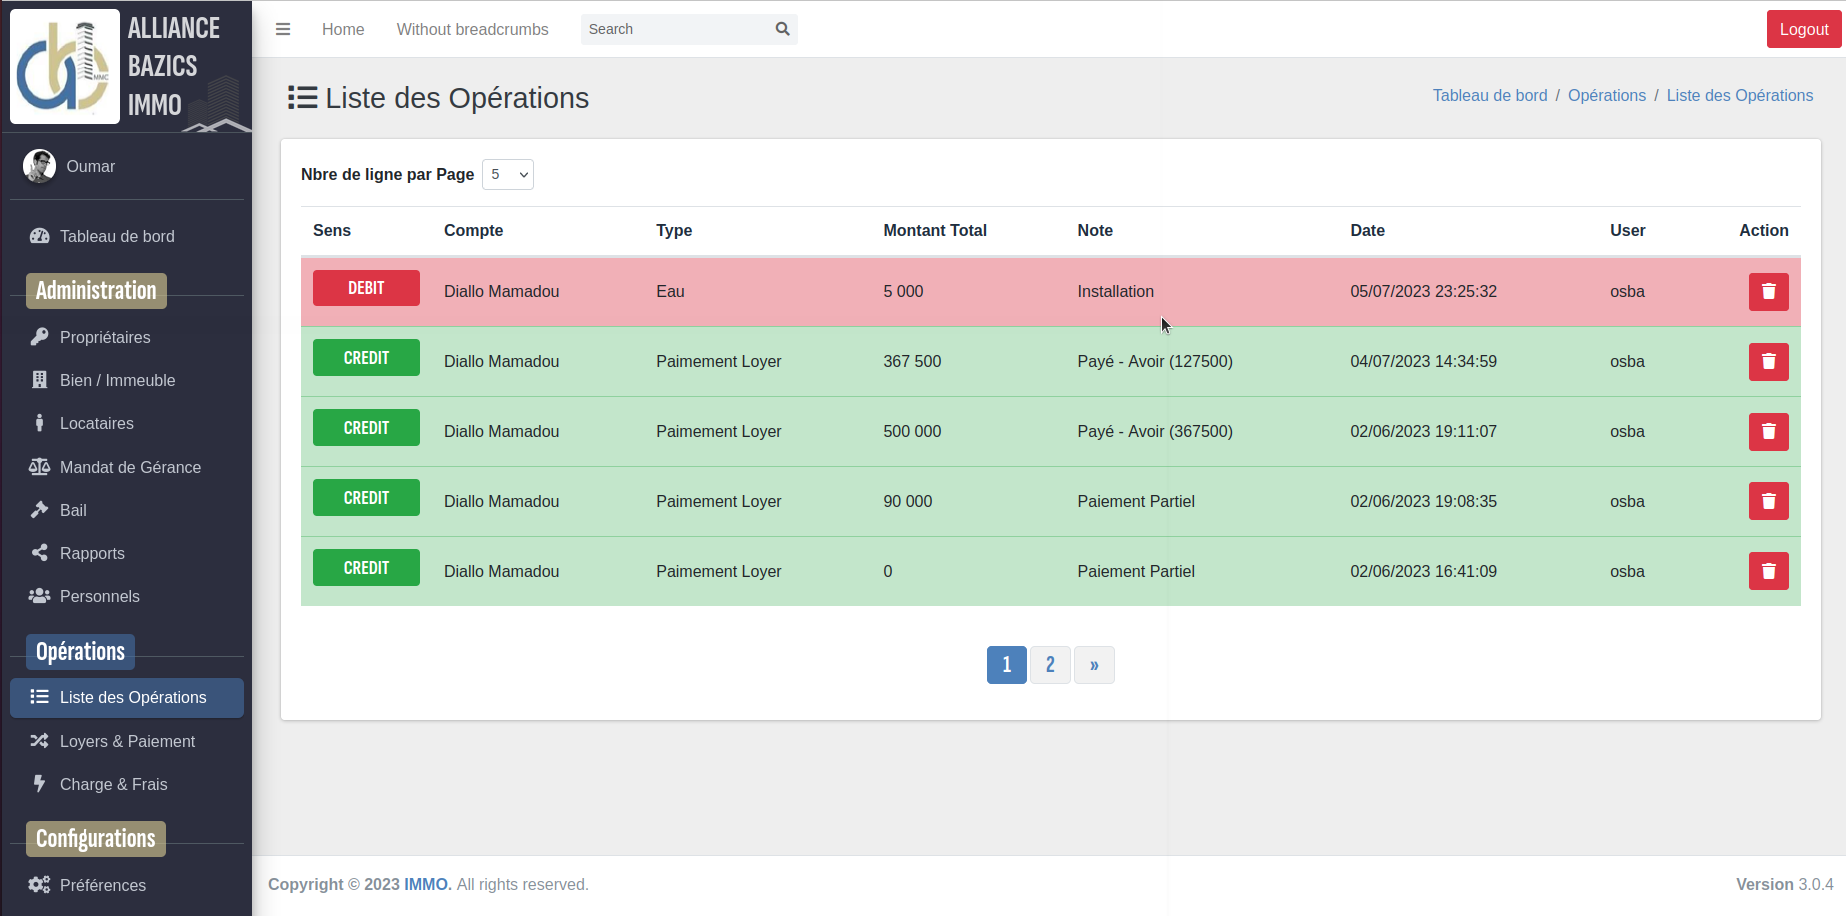 ALLIANCE
BAZICS
IMMO
MMC
Oumar
Tableau de bord
Administration
Propriétaires
Bien / Immeuble
Locataires
Mandat de Gérance
Bail
Rapports
Personnels
Opérations
Liste des Opérations
Loyers & Paiement
Charge & Frais
Configurations
Préférences
Home Without breadcrumbs Search Logout
Liste des Opérations Tableau de bord / Opérations / Liste des Opérations
Nbre de ligne par Page 5
Sens Compte Type Montant Total Note Date User Action
DEBIT Diallo Mamadou Eau 5 000 Installation 05/07/2023 23:25:32 osba
CREDIT Diallo Mamadou Paimement Loyer 367 500 Payé - Avoir (127500) 04/07/2023 14:34:59 osba
CREDIT Diallo Mamadou Paimement Loyer 500 000 Payé - Avoir (367500) 02/06/2023 19:11:07 osba
CREDIT Diallo Mamadou Paimement Loyer 90 000 Paiement Partiel 02/06/2023 19:08:35 osba
CREDIT Diallo Mamadou Paimement Loyer 0 Paiement Partiel 02/06/2023 16:41:09 osba
1 2 »
Copyright © 2023 IMMO. All rights reserved. Version 3.0.4